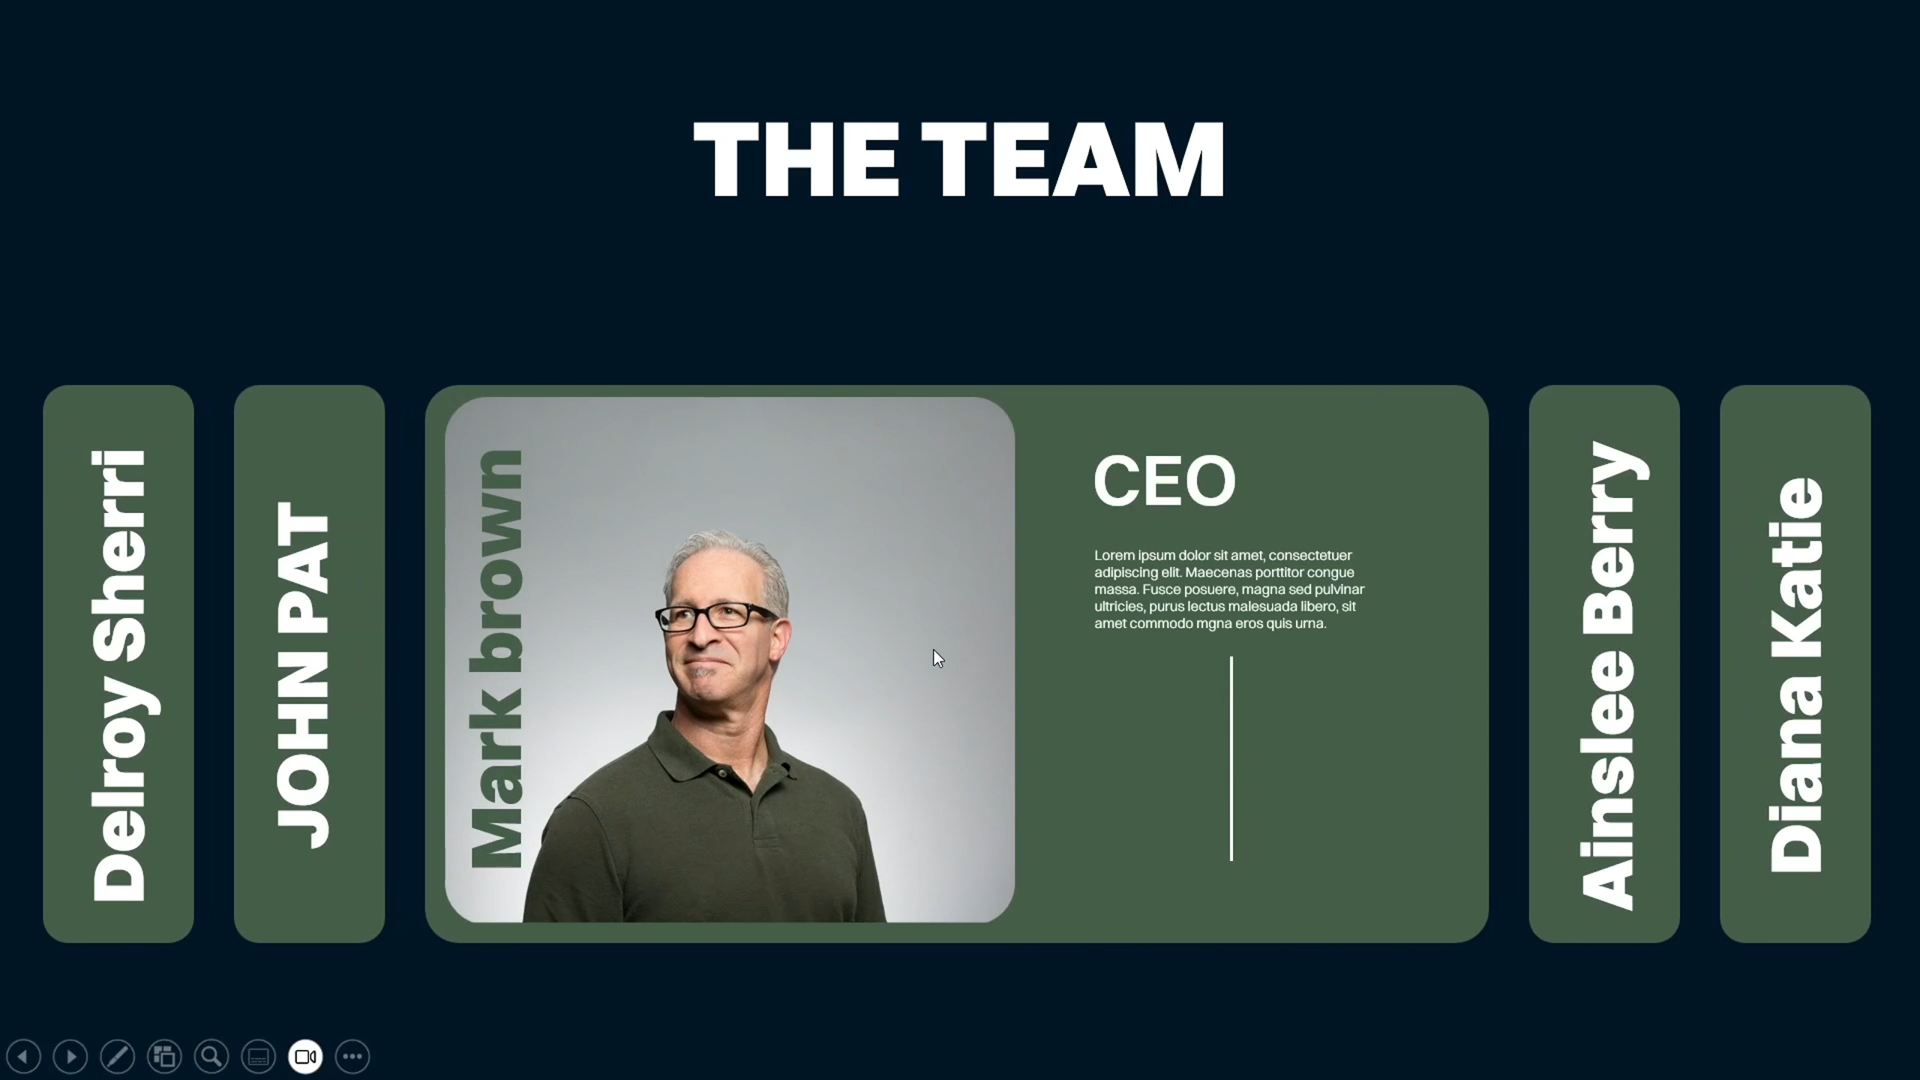 THE TEAM
Delroy Sherri
JOHN PAT
Mark brown
CEO
Lorem ipsum dolor sit amet, consectetuer
adipiscing elit. Maecenas porttitor congue
massa. Fusce posuere, magna sed pulvinar
ultricies, purus lectus malesuada libero, sit
amet commodo mgna eros quis urna.
Ainslee Berry
Diana Katie